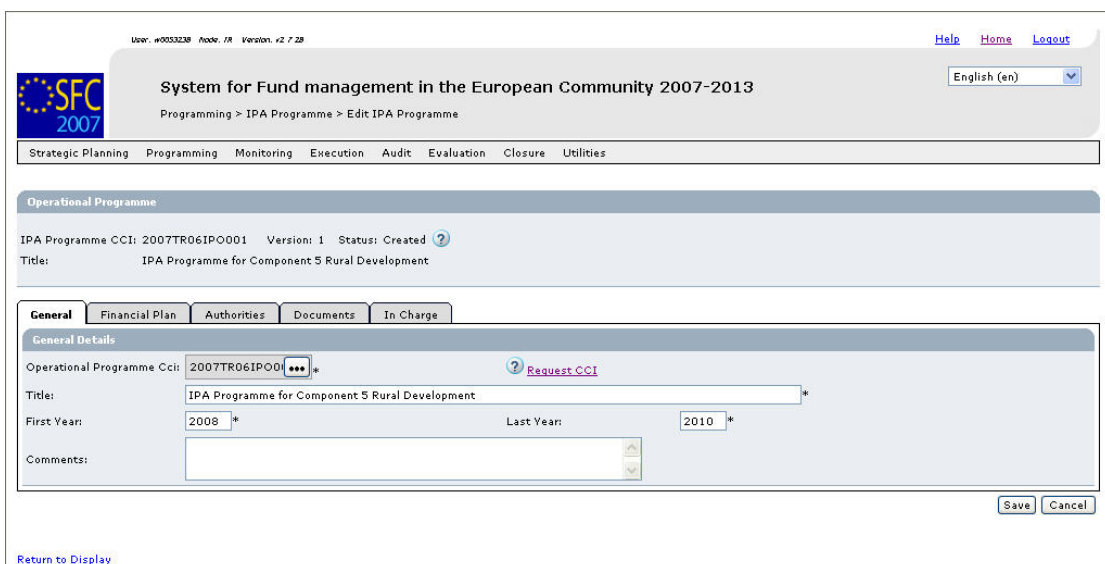 User. w0053238 Node. TR Version. v2 7 28
Help Home Logout
SFC
2007
System for Fund management in the European Community 2007-2013
English (en)
Programming > IPA Programme > Edit IPA Programme
Strategic Planning Programming Monitoring Execution Audit Evaluation Closure Utilities
Operational Programme
IPA Programme CCI: 2007TR06IPO001 Version: 1 Status: Created ?
Title: IPA Programme for Component 5 Rural Development
General Financial Plan Authorities Documents In Charge
General Details
Operational Programme Cci: 2007TR06IPO0 ... * ? Request CCI
Title: IPA Programme for Component 5 Rural Development *
First Year: 2008 * Last Year: 2010 *
Comments:
Save Cancel
Return to Display